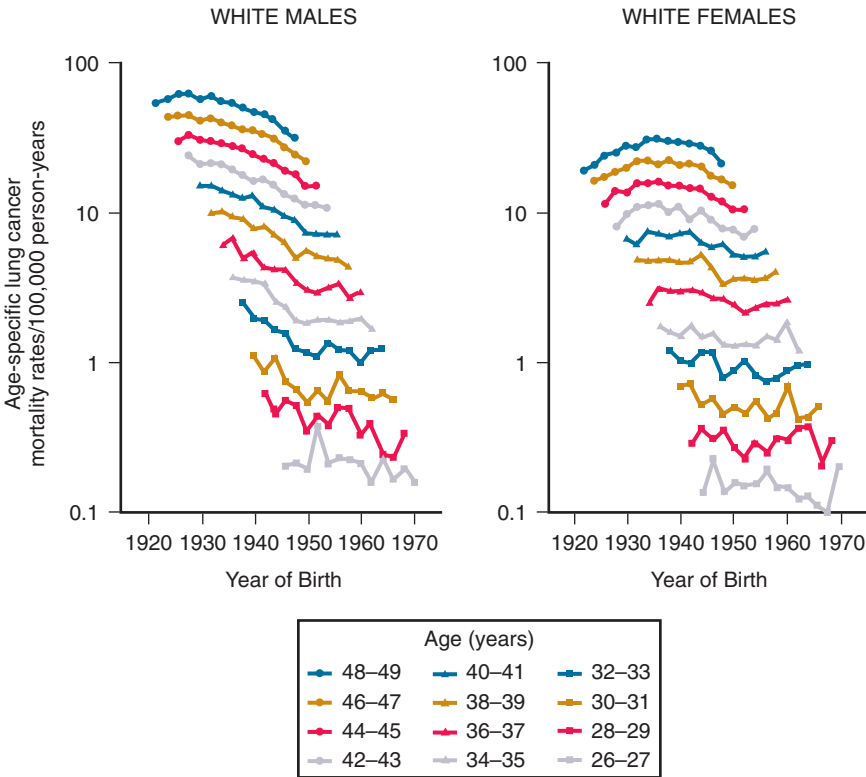 WHITE MALES
WHITE FEMALES
Age-specific lung cancer
mortality rates/100,000 person-years
100
10
1
0.1
1920 1930 1940 1950 1960 1970
Year of Birth
100
10
1
0.1
1920 1930 1940 1950 1960 1970
Year of Birth
Age (years)
48–49 40–41 32–33
46–47 38–39 30–31
44–45 36–37 28–29
42–43 34–35 26–27